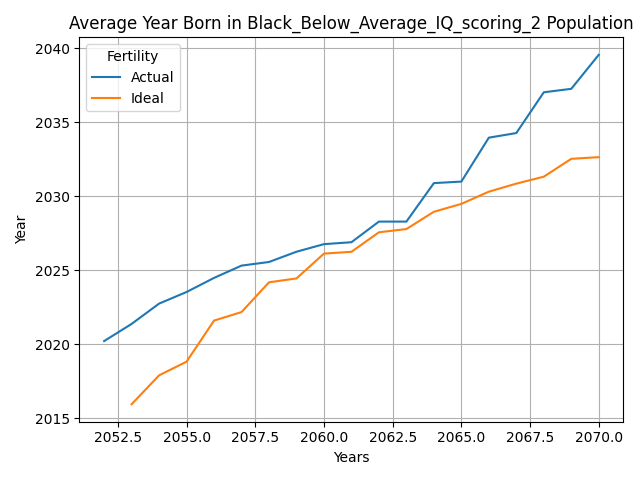 Average Year Born in Black_Below_Average_IQ_scoring_2 Population
Fertility
Actual
Ideal
2040
2035
2030
2025
2020
2015
Year
2052.5 2055.0 2057.5 2060.0 2062.5 2065.0 2067.5 2070.0
Years